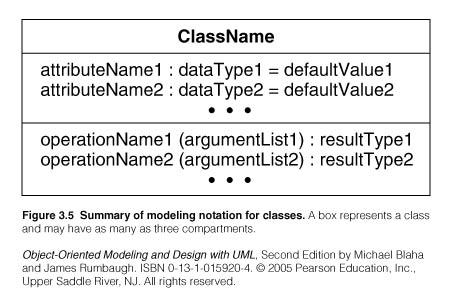 ClassName
attributeName1 : dataType1 = defaultValue1
attributeName2 : dataType2 = defaultValue2
• • •
operationName1 (argumentList1) : resultType1
operationName2 (argumentList2) : resultType2
• • •
Figure 3.5 Summary of modeling notation for classes. A box represents a class
and may have as many as three compartments.
Object-Oriented Modeling and Design with UML, Second Edition by Michael Blaha
and James Rumbaugh. ISBN 0-13-1-015920-4. © 2005 Pearson Education, Inc.,
Upper Saddle River, NJ. All rights reserved.